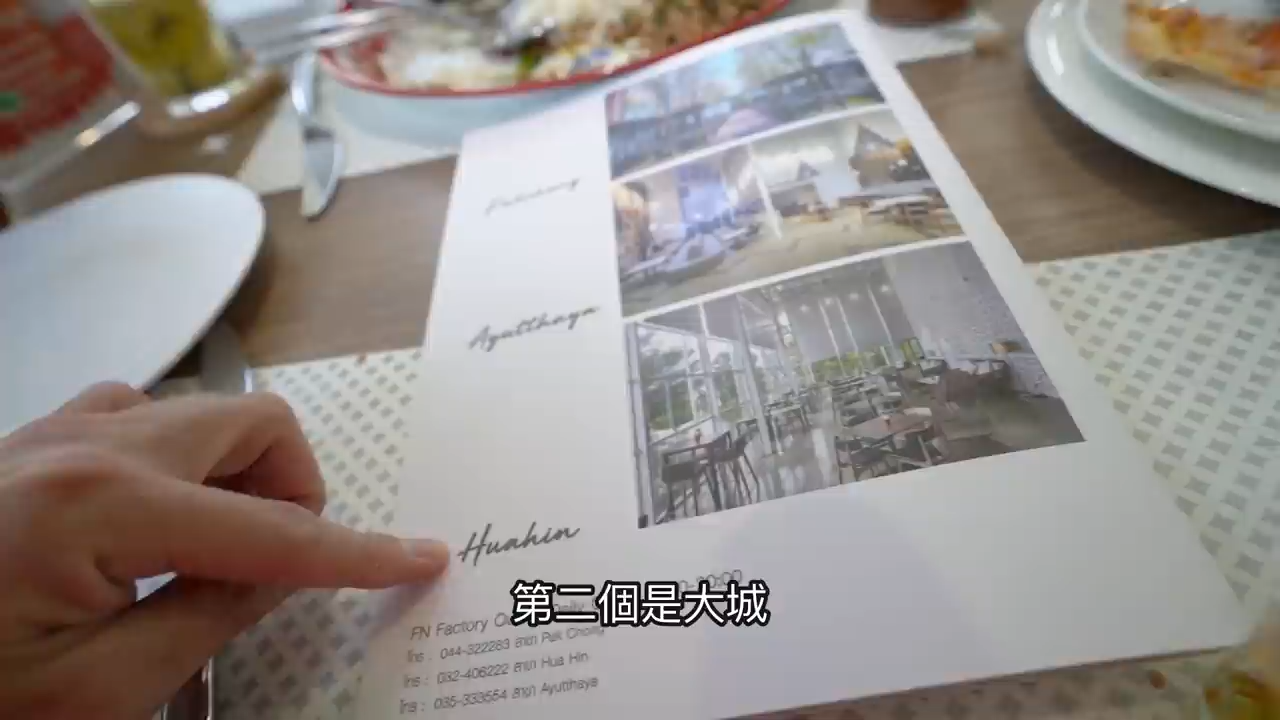 Ayutthaya
Huahin
FN Factory
โทร : 044-322283 สาขา Pak Chong
โทร : 032-406222 สาขา Hua Hin
โทร : 035-333554 สาขา Ayutthaya
第二個是大城